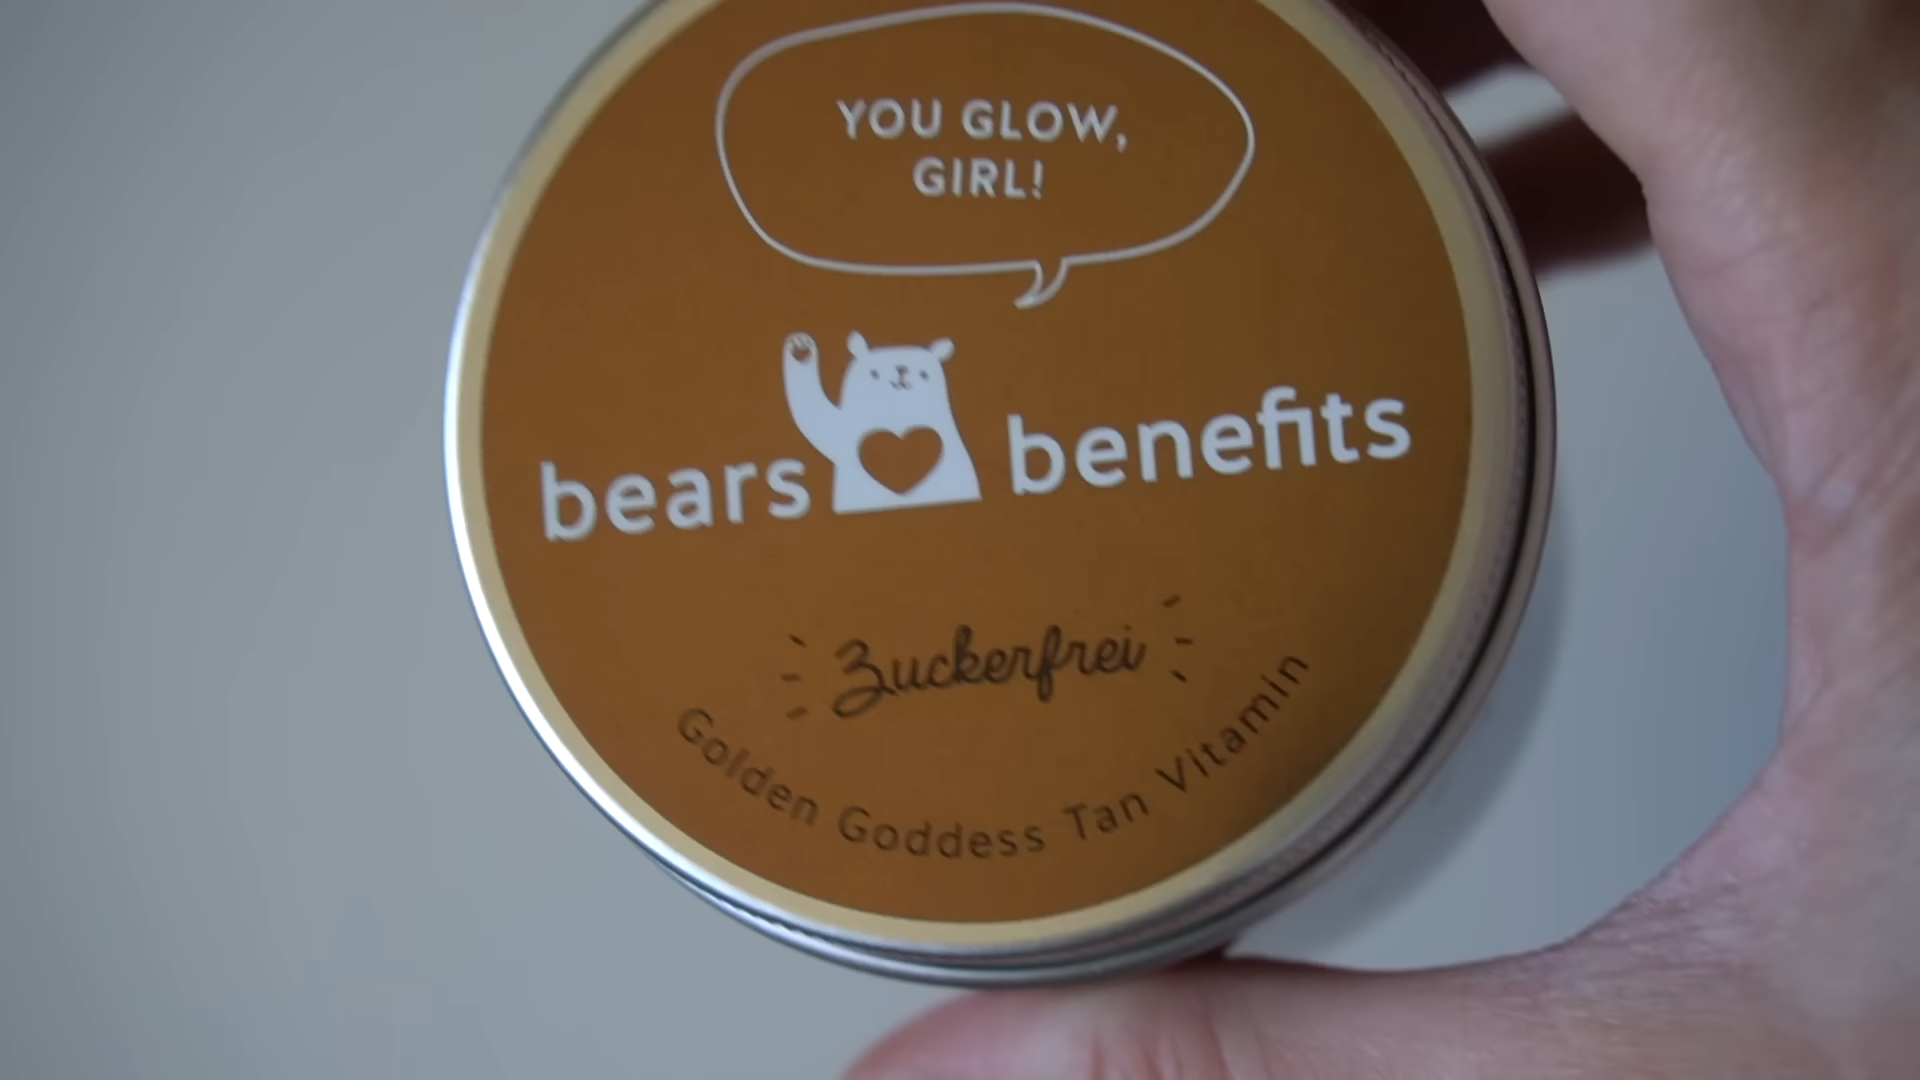 YOU GLOW,
GIRL!
bears benefits
Zuckerfrei
Golden Goddess Tan Vitamin